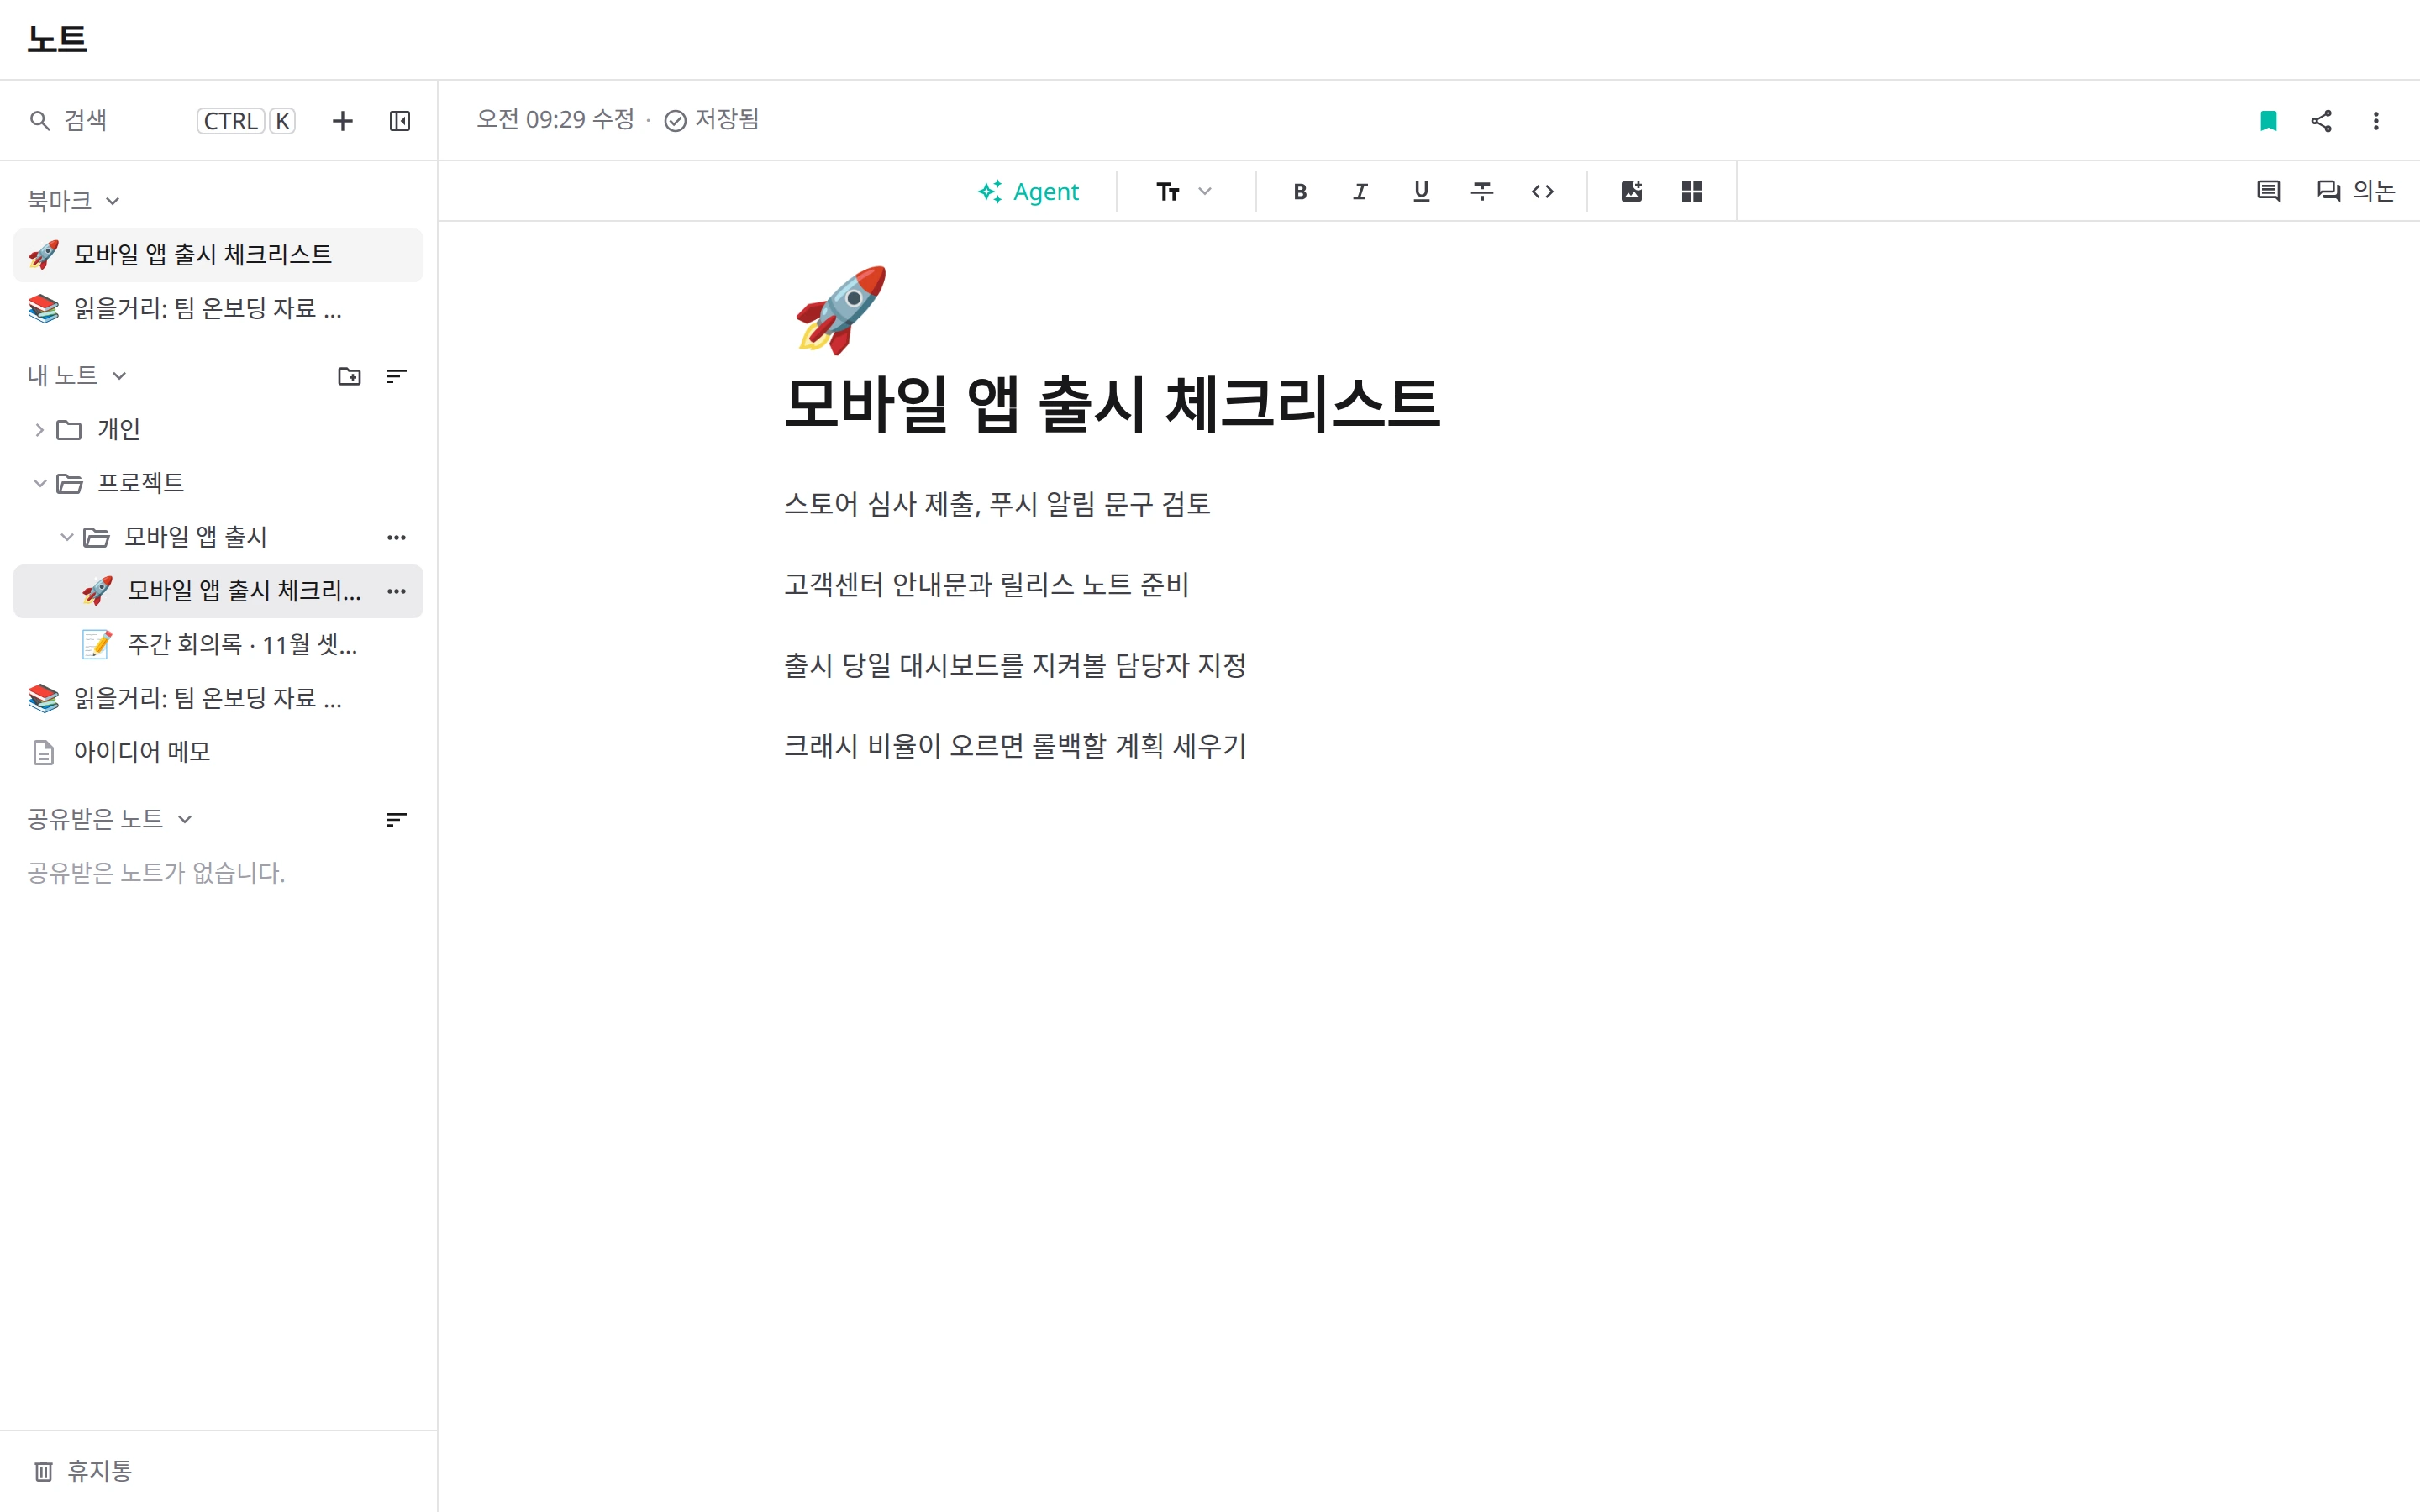 노트
검색 CTRL K
오전 09:29 수정 · 저장됨
Agent
의논
북마크
모바일 앱 출시 체크리스트
읽을거리: 팀 온보딩 자료 ...
내 노트
개인
프로젝트
모바일 앱 출시
모바일 앱 출시 체크리...
주간 회의록 · 11월 셋...
읽을거리: 팀 온보딩 자료 ...
아이디어 메모
공유받은 노트
공유받은 노트가 없습니다.
휴지통
모바일 앱 출시 체크리스트
스토어 심사 제출, 푸시 알림 문구 검토
고객센터 안내문과 릴리스 노트 준비
출시 당일 대시보드를 지켜볼 담당자 지정
크래시 비율이 오르면 롤백할 계획 세우기